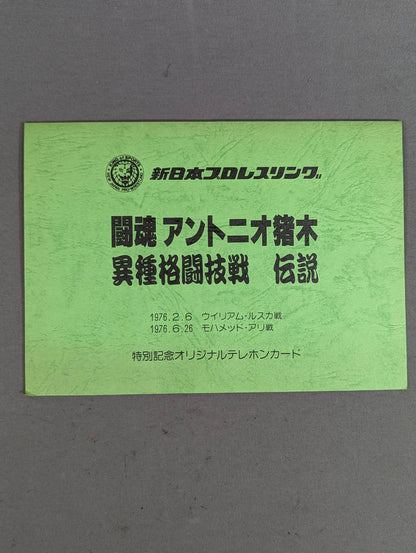 新日本プロレスリング
闘魂 アントニオ猪木
異種格闘技戦 伝説
1976.2.6 ウイリアム・ルスカ戦
1976.6.26 モハメッド・アリ戦
特別記念オリジナルテレホンカード